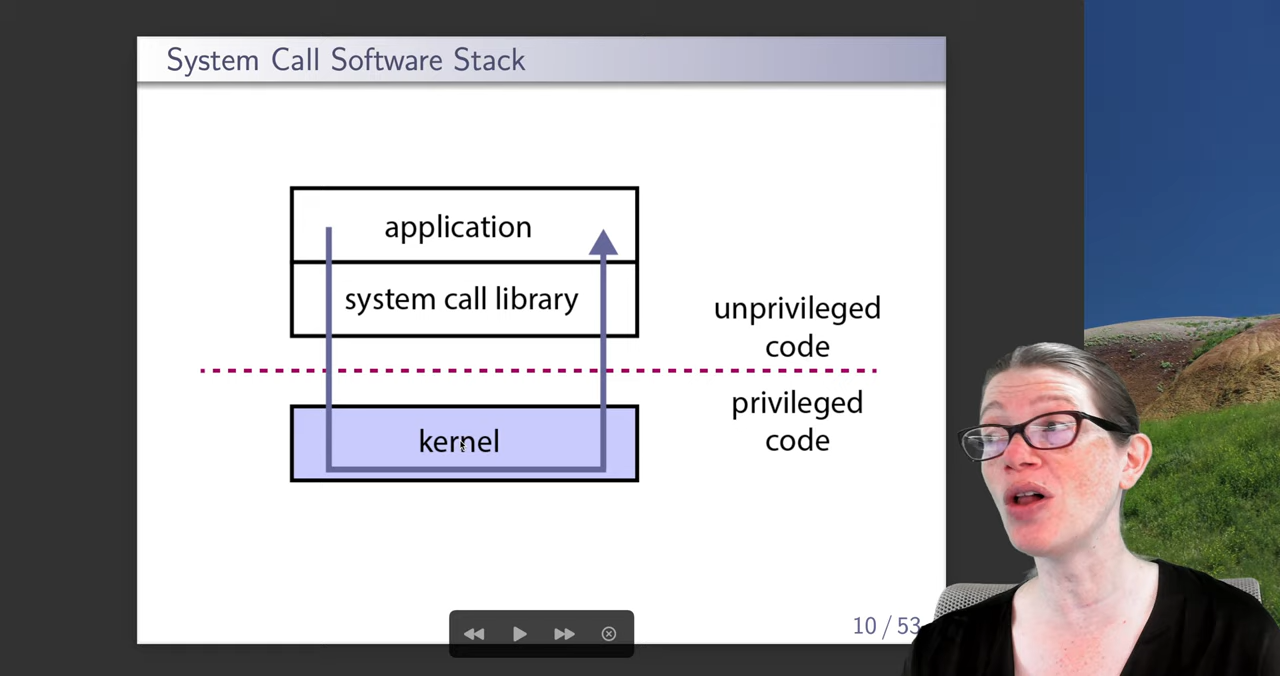 System Call Software Stack
application
system call library
unprivileged
code
privileged
code
kernel
10 / 53